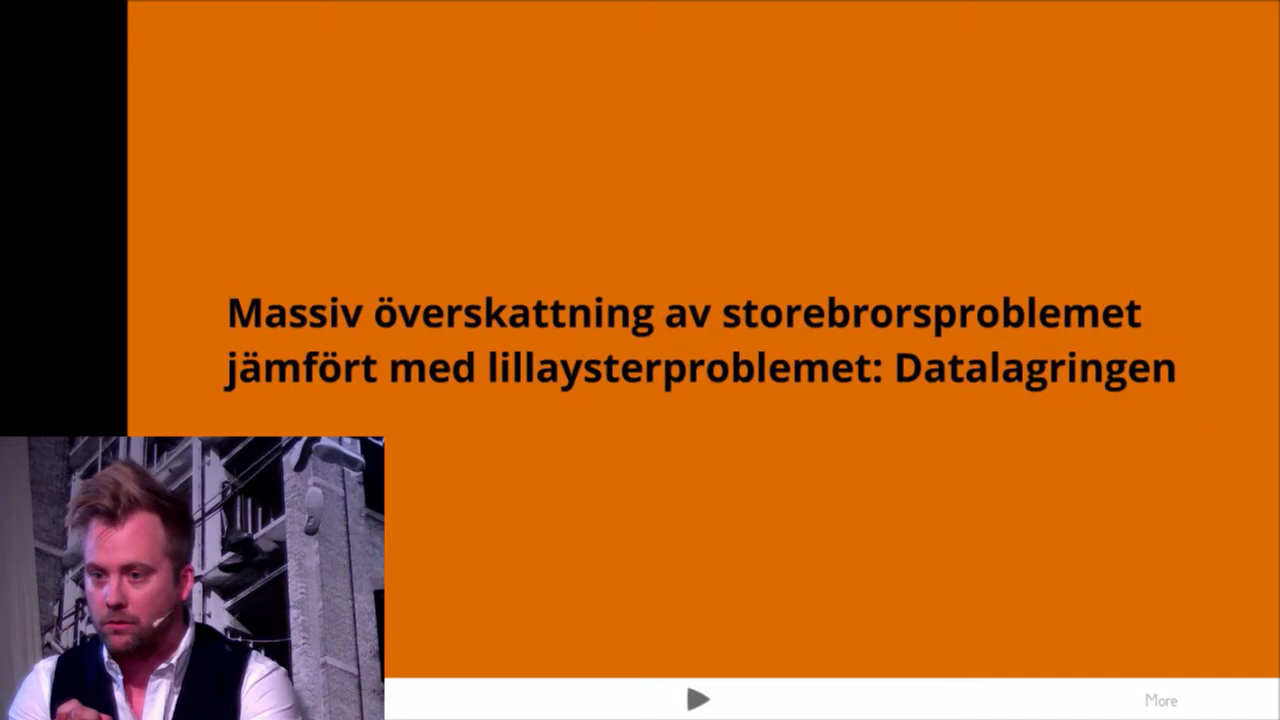 Massiv överskattning av storebrorsproblemet
jämfört med lillaysterproblemet: Datalagringen
More